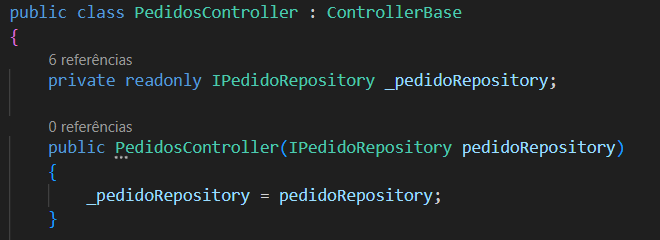 public class PedidosController : ControllerBase
{
6 referências
private readonly IPedidoRepository _pedidoRepository;
0 referências
public PedidosController(IPedidoRepository pedidoRepository)
{
_pedidoRepository = pedidoRepository;
}